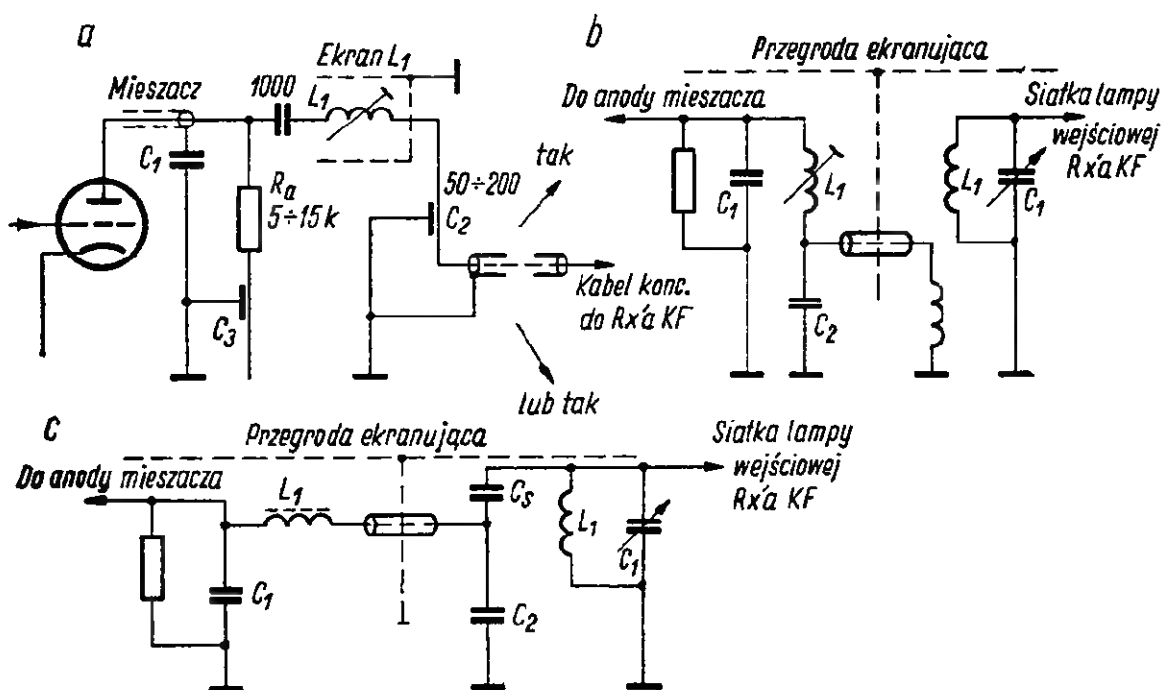 a
Mieszacz
1000
Ekran L1
L1
C1
Ra
5÷15k
C3
50÷200
C2
tak
Kabel konc.
do Rx'a KF
lub tak
b
Przegroda ekranująca
Do anody mieszacza
Siatka lampy
wejściowej
Rx'a KF
C1
L1
C2
L1
C1
c
Przegroda ekranująca
Do anody mieszacza
Siatka lampy
wejściowej
Rx'a KF
L1
C1
Cs
C2
L1
C1